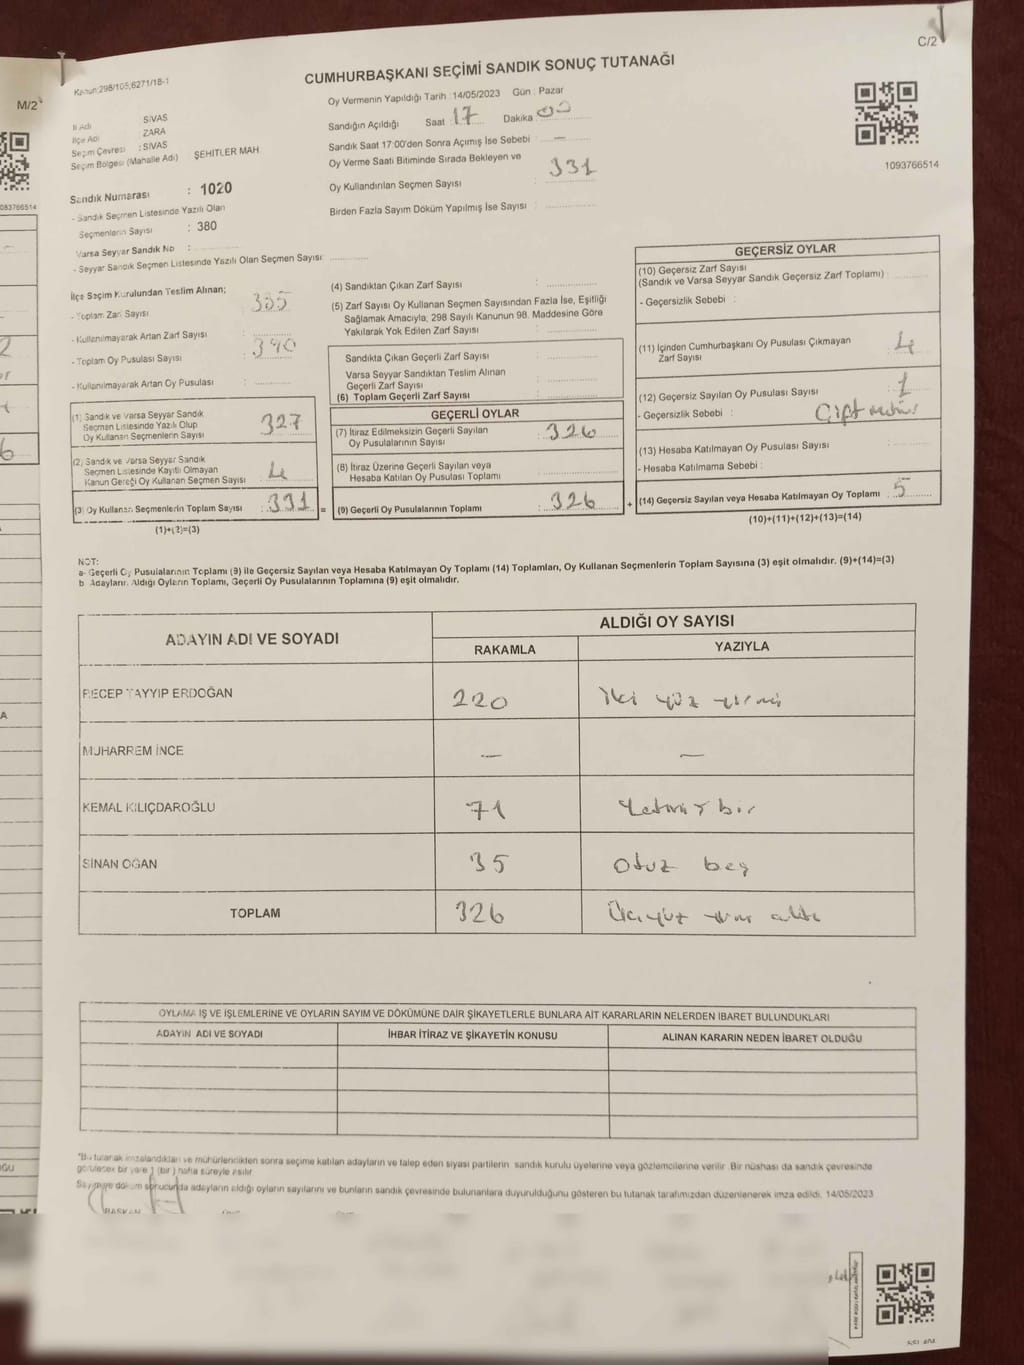 C/2
M/2
Kanun:298/105,6271/18-1
CUMHURBAŞKANI SEÇİMİ SANDIK SONUÇ TUTANAĞI
Oy Vermenin Yapıldığı Tarih :14/05/2023 Gün : Pazar
İl Adı SİVAS
İlçe Adı : ZARA
Seçim Çevresi : SİVAS
Seçim Bölgesi (Mahalle Adı) ŞEHİTLER MAH.
Sandığın Açıldığı Saat 17 Dakika 00
Sandık Saat 17:00'den Sonra Açımış İse Sebebi : —
Oy Verme Saati Bitiminde Sırada Bekleyen ve
Oy Kullandırılan Seçmen Sayısı : 331
Birden Fazla Sayım Döküm Yapılmış İse Sayısı :
1093766514
083766514
Sandık Numarası : 1020
- Sandık Seçmen Listesinde Yazılı Olan
Seçmenlerin Sayısı : 380
Varsa Seyyar Sandık No :
- Seyyar Sandık Seçmen Listesinde Yazılı Olan Seçmen Sayısı:
İlçe Seçim Kurulundan Teslim Alınan;
- Toplam Zarf Sayısı 385
- Kullanılmayarak Artan Zarf Sayısı :
- Toplam Oy Pusulası Sayısı : 390
- Kullanılmayarak Artan Oy Pusulası :
(4) Sandıktan Çıkan Zarf Sayısı :
(5) Zarf Sayısı Oy Kullanan Seçmen Sayısından Fazla İse, Eşitliği
Sağlamak Amacıyla; 298 Sayılı Kanunun 98. Maddesine Göre
Yakılarak Yok Edilen Zarf Sayısı :
Sandıkta Çıkan Geçerli Zarf Sayısı :
Varsa Seyyar Sandıktan Teslim Alınan
Geçerli Zarf Sayısı :
(6) Toplam Geçerli Zarf Sayısı :
GEÇERSİZ OYLAR
(10) Geçersiz Zarf Sayısı
(Sandık ve Varsa Seyyar Sandık Geçersiz Zarf Toplamı) :
- Geçersizlik Sebebi :
(11) İçinden Cumhurbaşkanı Oy Pusulası Çıkmayan
Zarf Sayısı : 4
(12) Geçersiz Sayılan Oy Pusulası Sayısı : 1
- Geçersizlik Sebebi : Çift mühür
(13) Hesaba Katılmayan Oy Pusulası Sayısı :
- Hesaba Katılmama Sebebi :
(14) Geçersiz Sayılan veya Hesaba Katılmayan Oy Toplamı : 5
(10)+(11)+(12)+(13)=(14)
(1) Sandık ve Varsa Seyyar Sandık
Seçmen Listesinde Yazılı Olup
Oy Kullanan Seçmenlerin Sayısı : 327
(2) Sandık ve Varsa Seyyar Sandık
Seçmen Listesinde Kayıtlı Olmayan
Kanun Gereği Oy Kullanan Seçmen Sayısı : 4
(3) Oy Kullanan Seçmenlerin Toplam Sayısı : 331 =
(1)+(2)=(3)
GEÇERLİ OYLAR
(7) İtiraz Edilmeksizin Geçerli Sayılan
Oy Pusulalarının Sayısı : 326
(8) İtiraz Üzerine Geçerli Sayılan veya
Hesaba Katılan Oy Pusulası Toplamı :
(9) Geçerli Oy Pusulalarının Toplamı : 326 +
NOT:
a- Geçerli Oy Pusulalarının Toplamı (9) ile Geçersiz Sayılan veya Hesaba Katılmayan Oy Toplamı (14) Toplamları, Oy Kullanan Seçmenlerin Toplam Sayısına (3) eşit olmalıdır. (9)+(14)=(3)
b Adayların Aldığı Oyların Toplamı, Geçerli Oy Pusulalarının Toplamına (9) eşit olmalıdır.
ADAYIN ADI VE SOYADI ALDIĞI OY SAYISI
RAKAMLA YAZIYLA
RECEP TAYYIP ERDOĞAN 220 İki yüz yirmi
MUHARREM İNCE — —
KEMAL KILIÇDAROĞLU 71 Yetmiş bir
SİNAN OĞAN 35 Otuz beş
TOPLAM 326 Üçyüz yirmi altı
OYLAMA İŞ VE İŞLEMLERİNE VE OYLARIN SAYIM VE DÖKÜMÜNE DAİR ŞİKAYETLERLE BUNLARA AİT KARARLARIN NELERDEN İBARET BULUNDUKLARI
ADAYIN ADI VE SOYADI İHBAR İTİRAZ VE ŞİKAYETİN KONUSU ALINAN KARARIN NEDEN İBARET OLDUĞU
*Bu tutanak imzalandıktan ve mühürlendikten sonra seçime katılan adayların ve talep eden siyasi partilerin sandık kurulu üyelerine veya gözlemcilerine verilir. Bir nüshası da sandık çevresinde
görülecek bir yere 1 (bir) hafta süreyle asılır.
Sayım ve döküm sonucunda adayların aldığı oyların sayılarını ve bunların sandık çevresinde bulunanlara duyurulduğunu gösteren bu tutanak tarafımızdan düzenlenerek imza edildi. 14/05/2023
BAŞKAN